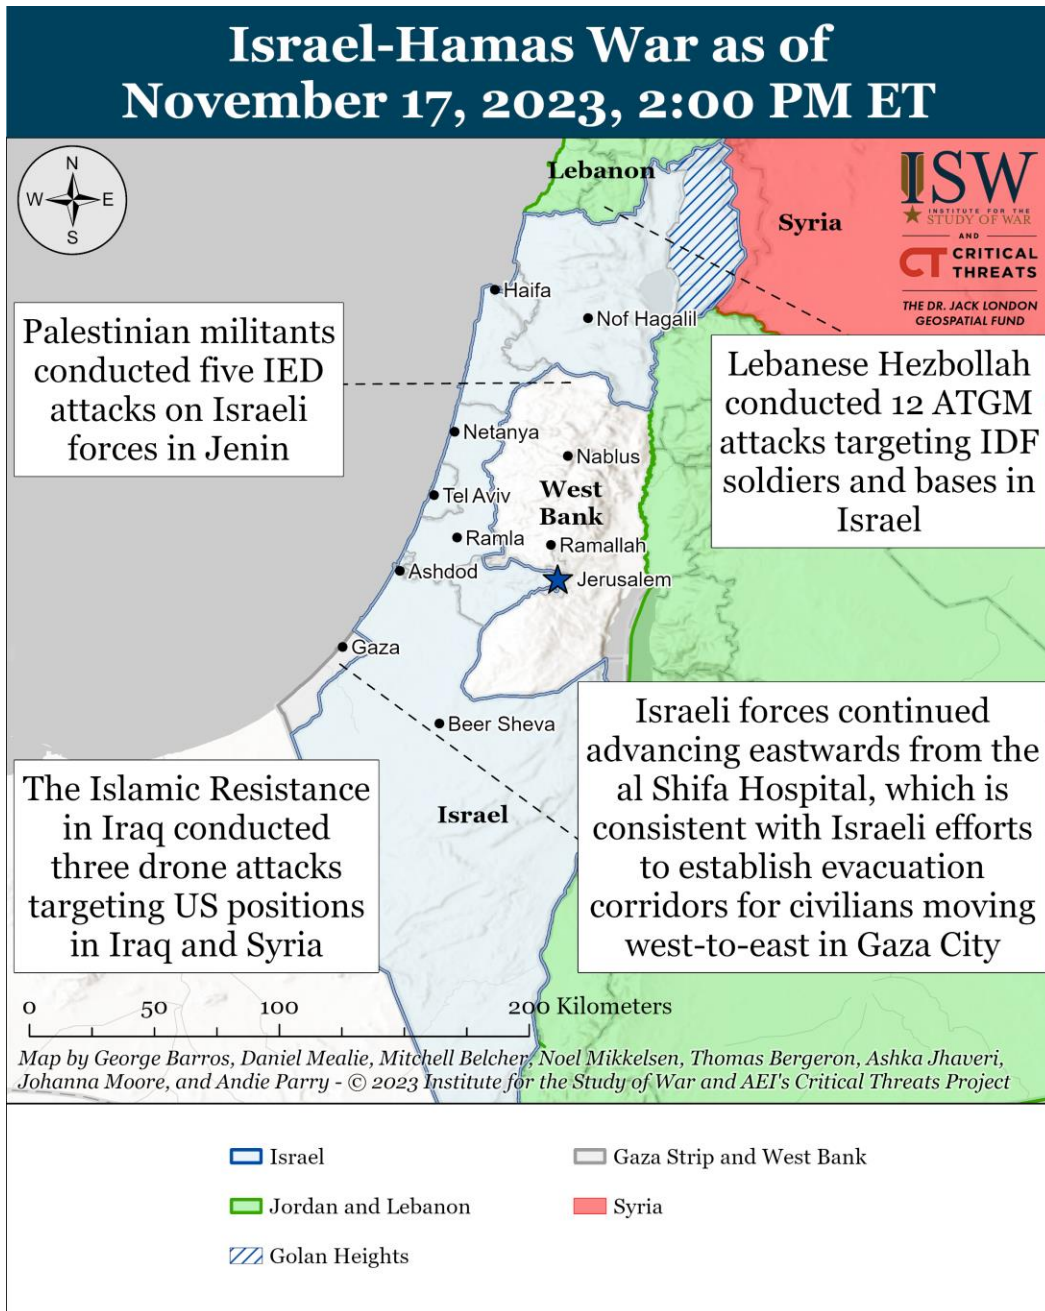 Israel-Hamas War as of
November 17, 2023, 2:00 PM ET
N
W
E
S
Lebanon
Syria
ISW
INSTITUTE FOR THE
STUDY OF WAR
AND
CT CRITICAL
THREATS
THE DR. JACK LONDON
GEOSPATIAL FUND
Haifa
Nof Hagalil
Palestinian militants
conducted five IED
attacks on Israeli
forces in Jenin
Lebanese Hezbollah
conducted 12 ATGM
attacks targeting IDF
soldiers and bases in
Israel
Netanya
Nablus
West
Bank
Tel Aviv
Ramla
Ramallah
Ashdod
Jerusalem
Gaza
Beer Sheva
Israel
Israeli forces continued
advancing eastwards from the
al Shifa Hospital, which is
consistent with Israeli efforts
to establish evacuation
corridors for civilians moving
west-to-east in Gaza City
The Islamic Resistance
in Iraq conducted
three drone attacks
targeting US positions
in Iraq and Syria
0 50 100 200 Kilometers
Map by George Barros, Daniel Mealie, Mitchell Belcher, Noel Mikkelsen, Thomas Bergeron, Ashka Jhaveri,
Johanna Moore, and Andie Parry - © 2023 Institute for the Study of War and AEI's Critical Threats Project
Israel
Gaza Strip and West Bank
Jordan and Lebanon
Syria
Golan Heights